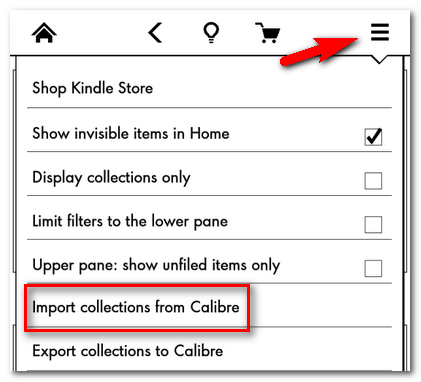 Shop Kindle Store
Show invisible items in Home
Display collections only
Limit filters to the lower pane
Upper pane: show unfiled items only
Import collections from Calibre
Export collections to Calibre